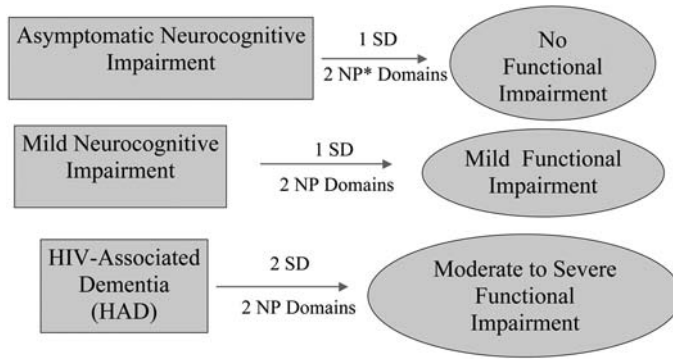 Asymptomatic Neurocognitive
Impairment
1 SD
2 NP* Domains
No
Functional
Impairment
Mild Neurocognitive
Impairment
1 SD
2 NP Domains
Mild Functional
Impairment
HIV-Associated
Dementia
(HAD)
2 SD
2 NP Domains
Moderate to Severe
Functional
Impairment